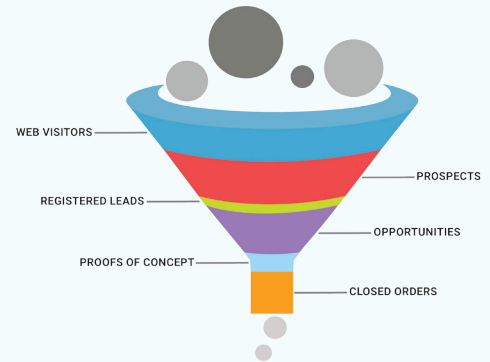 WEB VISITORS
PROSPECTS
REGISTERED LEADS
OPPORTUNITIES
PROOFS OF CONCEPT
CLOSED ORDERS